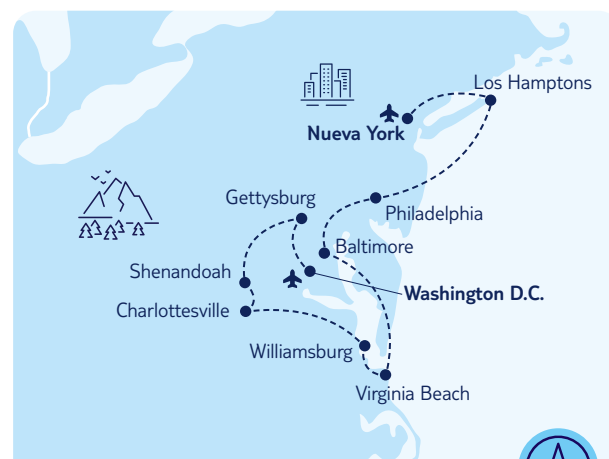 Los Hamptons
Nueva York
Gettysburg
Philadelphia
Baltimore
Shenandoah
Washington D.C.
Charlottesville
Williamsburg
Virginia Beach